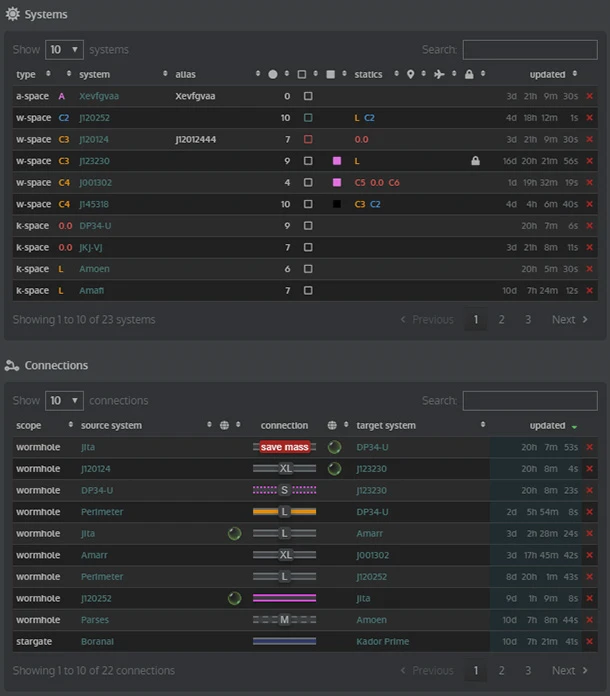 Systems
Show 10 systems Search:
type system alias statics updated
a-space A Xevfgvaa Xevfgvaa 0 3d 21h 9m 30s
w-space C2 J120252 10 L C2 4d 18h 12m 1s
w-space C3 J120124 J12012444 7 0.0 3d 21h 9m 30s
w-space C3 J123230 9 L 16d 20h 21m 56s
w-space C4 J001302 4 C5 0.0 C6 1d 19h 32m 19s
w-space C4 J145318 10 C3 C2 4d 4h 6m 40s
k-space 0.0 DP34-U 9 20h 7m 6s
k-space 0.0 JKJ-VJ 7 3d 21h 8m 11s
k-space L Amoen 6 20h 5m 30s
k-space L Amafi 7 10d 7h 24m 12s
Showing 1 to 10 of 23 systems Previous 1 2 3 Next
Connections
Show 10 connections Search:
scope source system connection target system updated
wormhole Jita save mass DP34-U 20h 7m 53s
wormhole J120124 XL J123230 20h 8m 4s
wormhole DP34-U S J123230 20h 8m 23s
wormhole Perimeter L DP34-U 2d 5h 54m 8s
wormhole Jita L Amarr 3d 2h 28m 24s
wormhole Amarr XL J001302 3d 17h 45m 42s
wormhole Perimeter L J120252 8d 20h 1m 43s
wormhole J120252 Jita 9d 1h 9m 8s
wormhole Parses M Amoen 10d 7h 8m 44s
stargate Boranai Kador Prime 10d 7h 21m 41s
Showing 1 to 10 of 22 connections Previous 1 2 3 Next